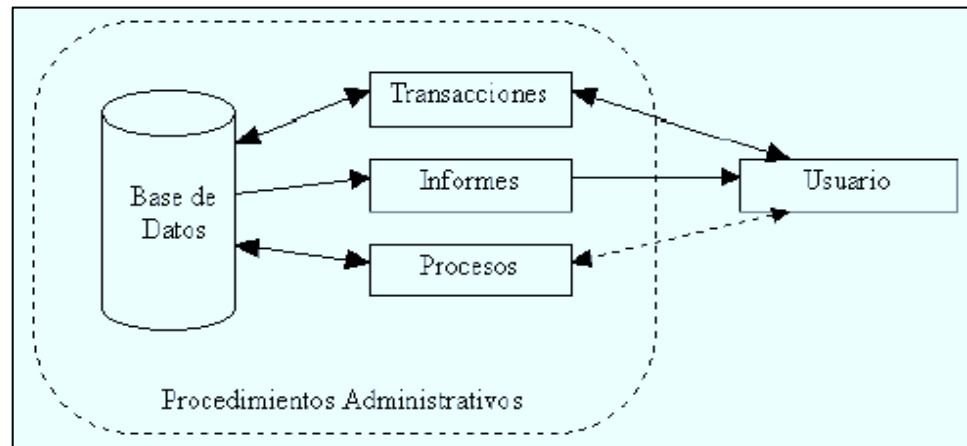 Transacciones
Base de
Datos
Informes
Usuario
Procesos
Procedimientos Administrativos